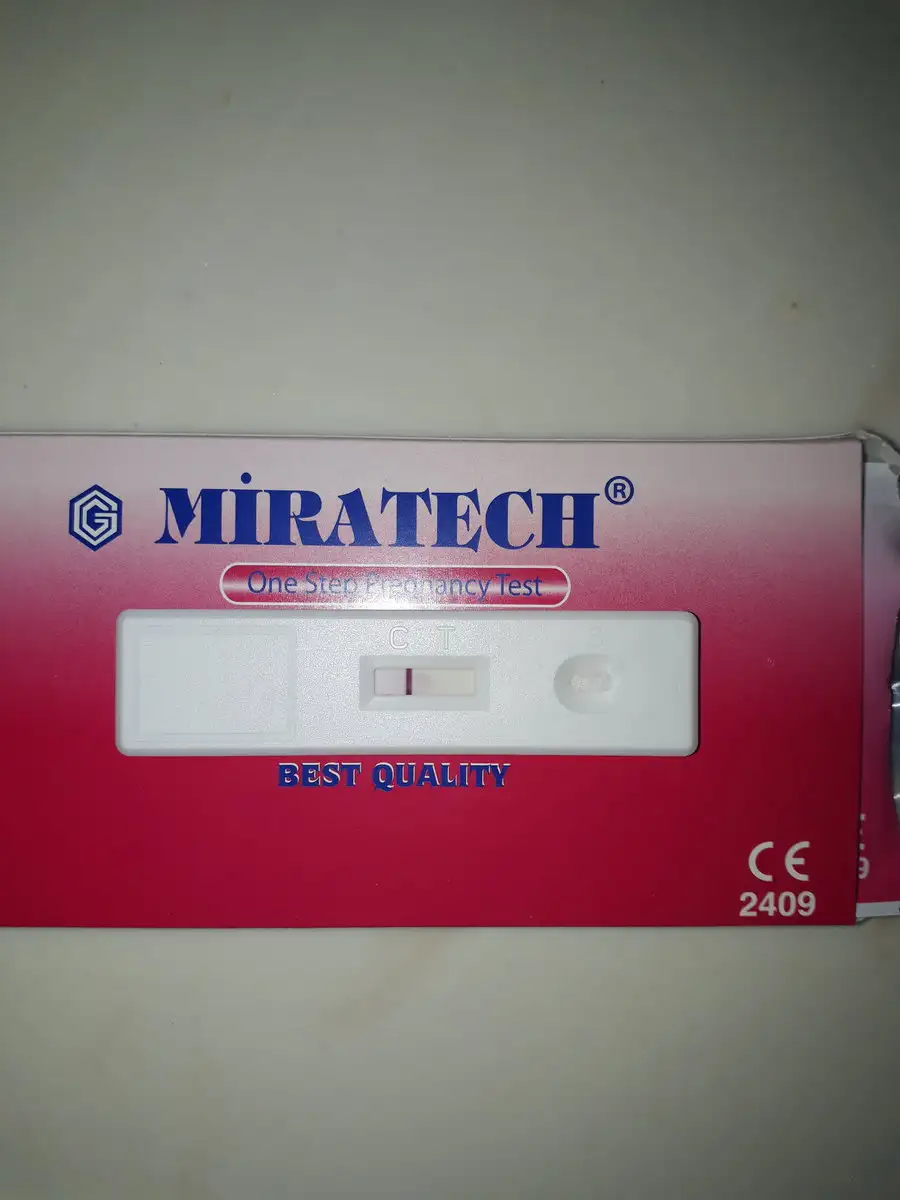 G
MİRATECH®
One Step Pregnancy Test
C T
BEST QUALITY
CE
2409